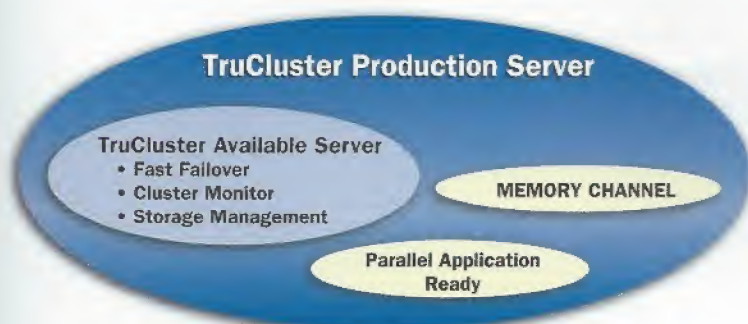 TruCluster Production Server
TruCluster Available Server
• Fast Failover
• Cluster Monitor
• Storage Management
MEMORY CHANNEL
Parallel Application
Ready